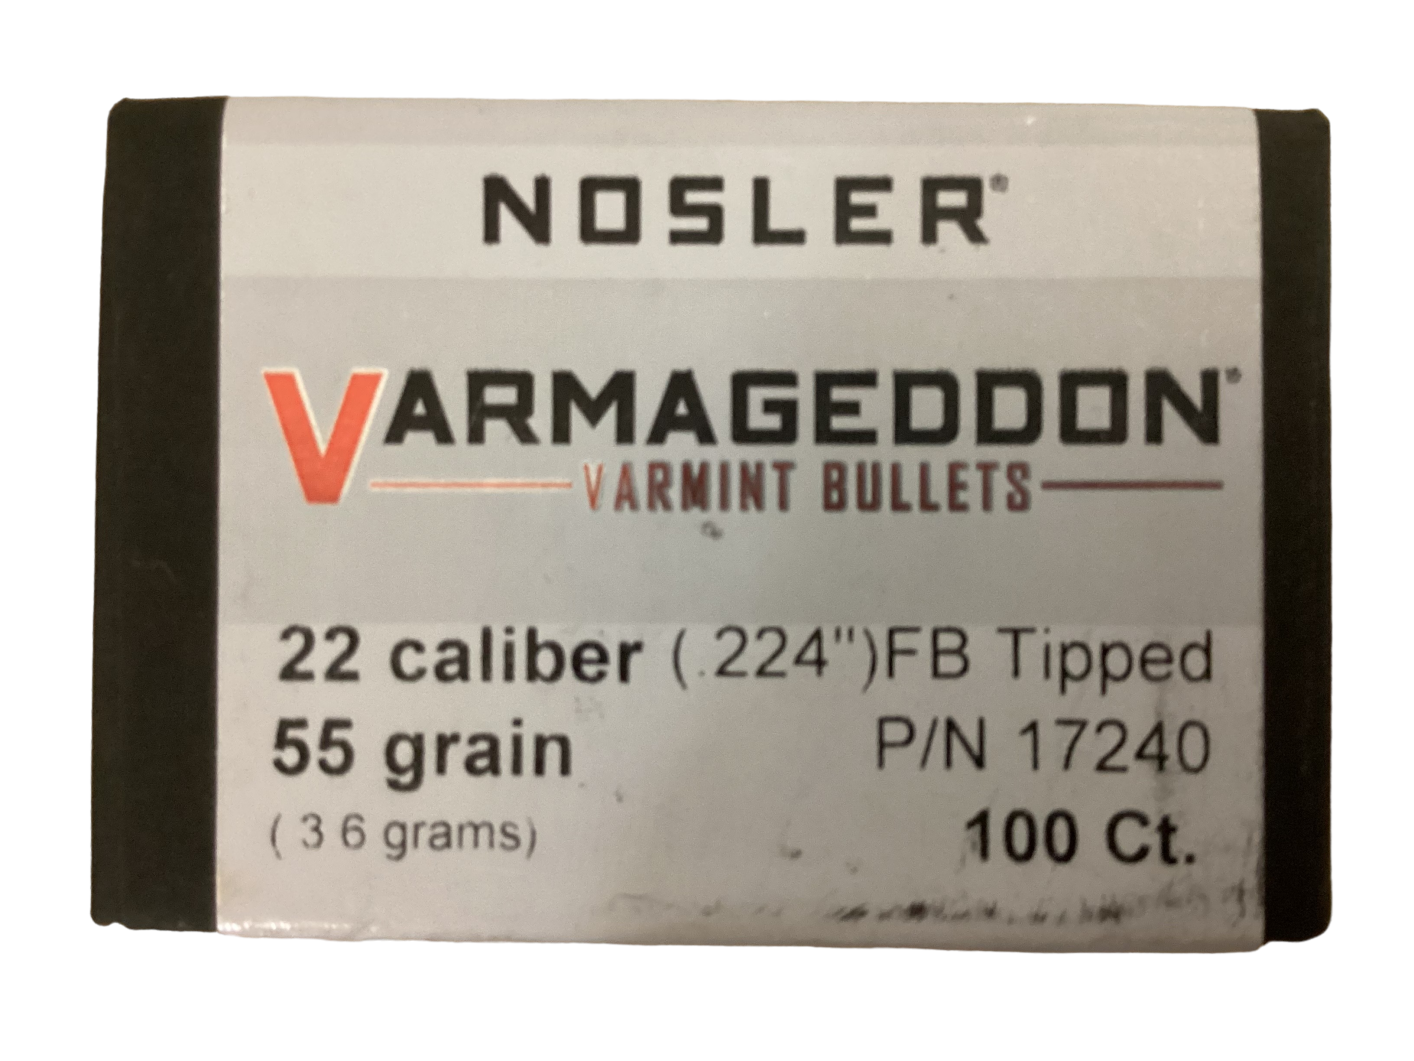 NOSLER®
VARMAGEDDON®
VARMINT BULLETS
22 caliber (.224")FB Tipped
55 grain P/N 17240
(3 6 grams) 100 Ct.